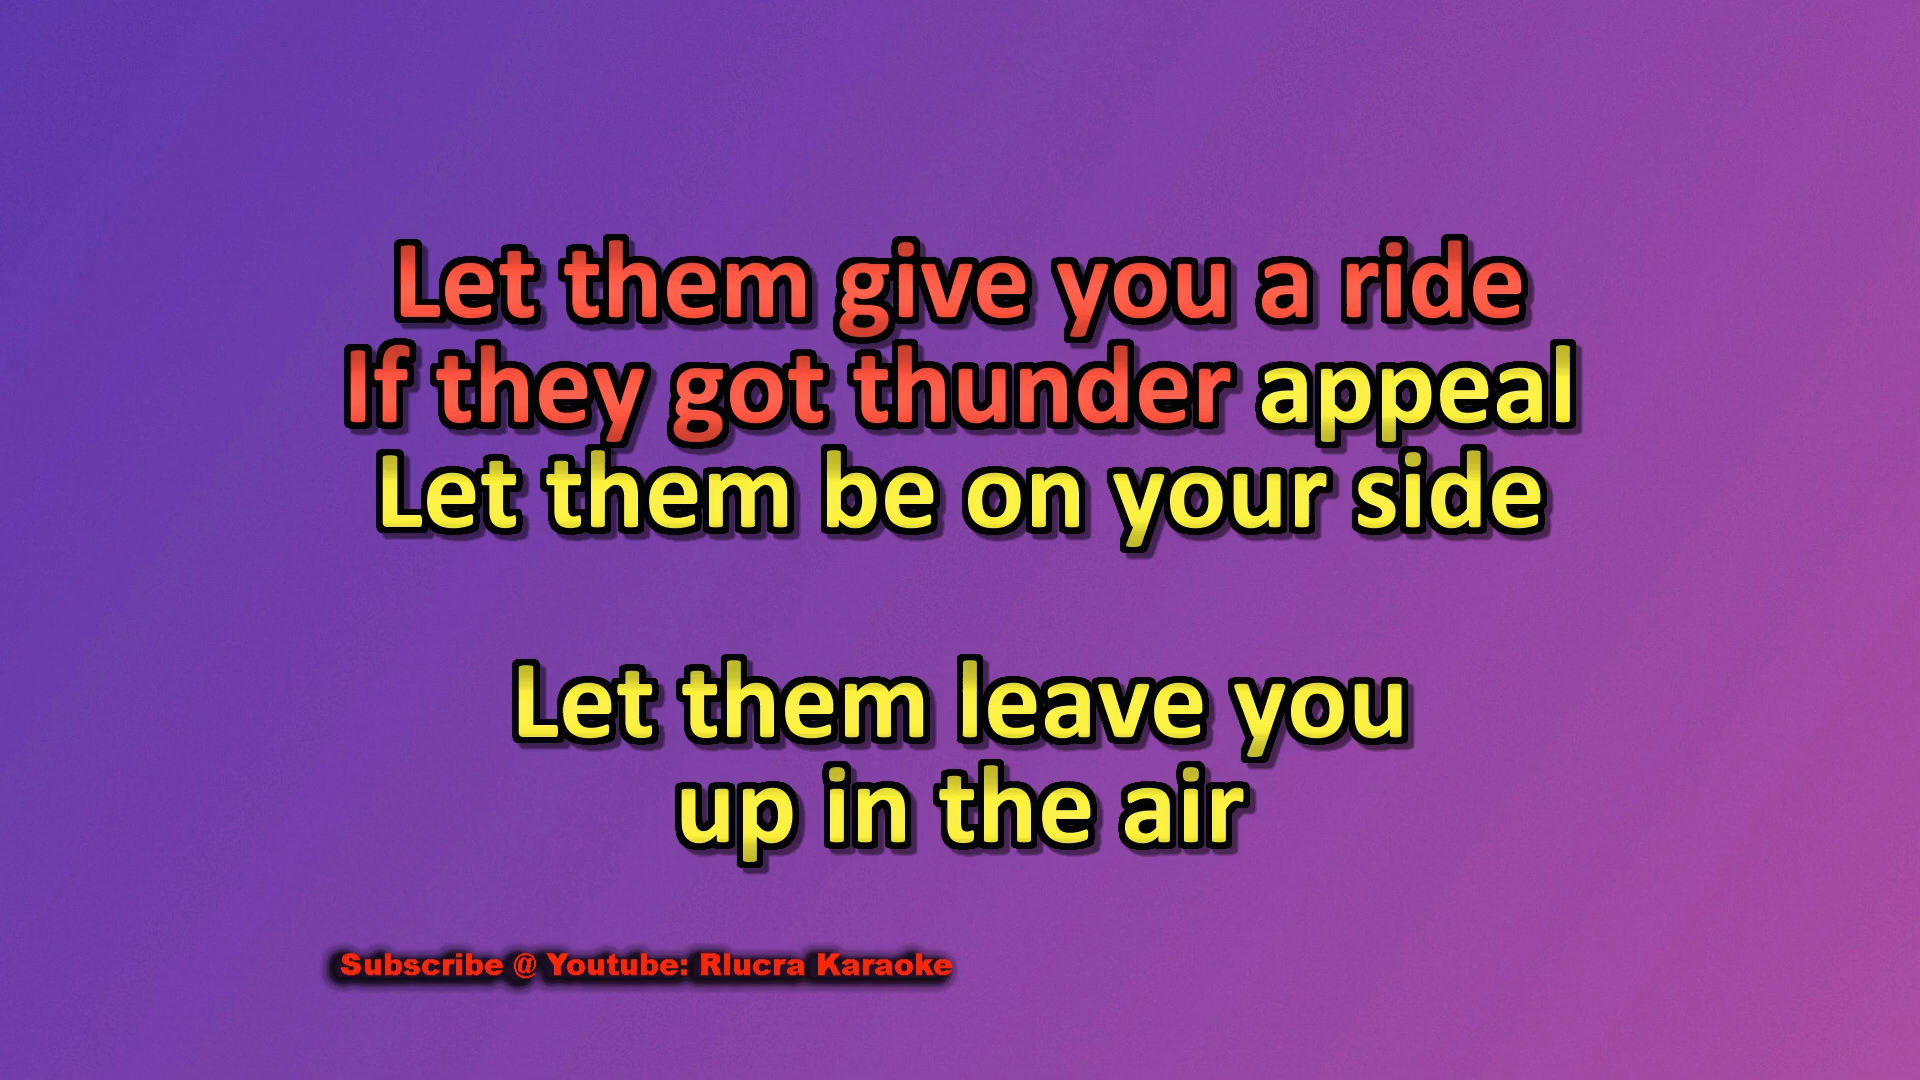 Let them give you a ride
If they got thunder appeal
Let them be on your side
Let them leave you
up in the air
Subscribe @ Youtube: Rlucra Karaoke